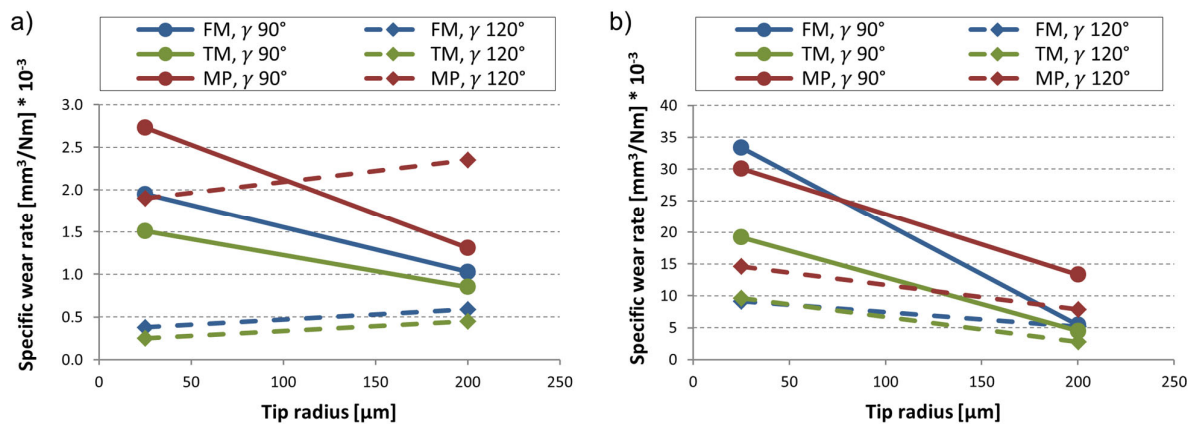 a)
FM, γ 90° FM, γ 120°
TM, γ 90° TM, γ 120°
MP, γ 90° MP, γ 120°
Specific wear rate [mm³/Nm] * 10⁻³
3.0
2.5
2.0
1.5
1.0
0.5
0.0
0 50 100 150 200 250
Tip radius [µm]
b)
FM, γ 90° FM, γ 120°
TM, γ 90° TM, γ 120°
MP, γ 90° MP, γ 120°
Specific wear rate [mm³/Nm] * 10⁻³
40
35
30
25
20
15
10
5
0
0 50 100 150 200 250
Tip radius [µm]